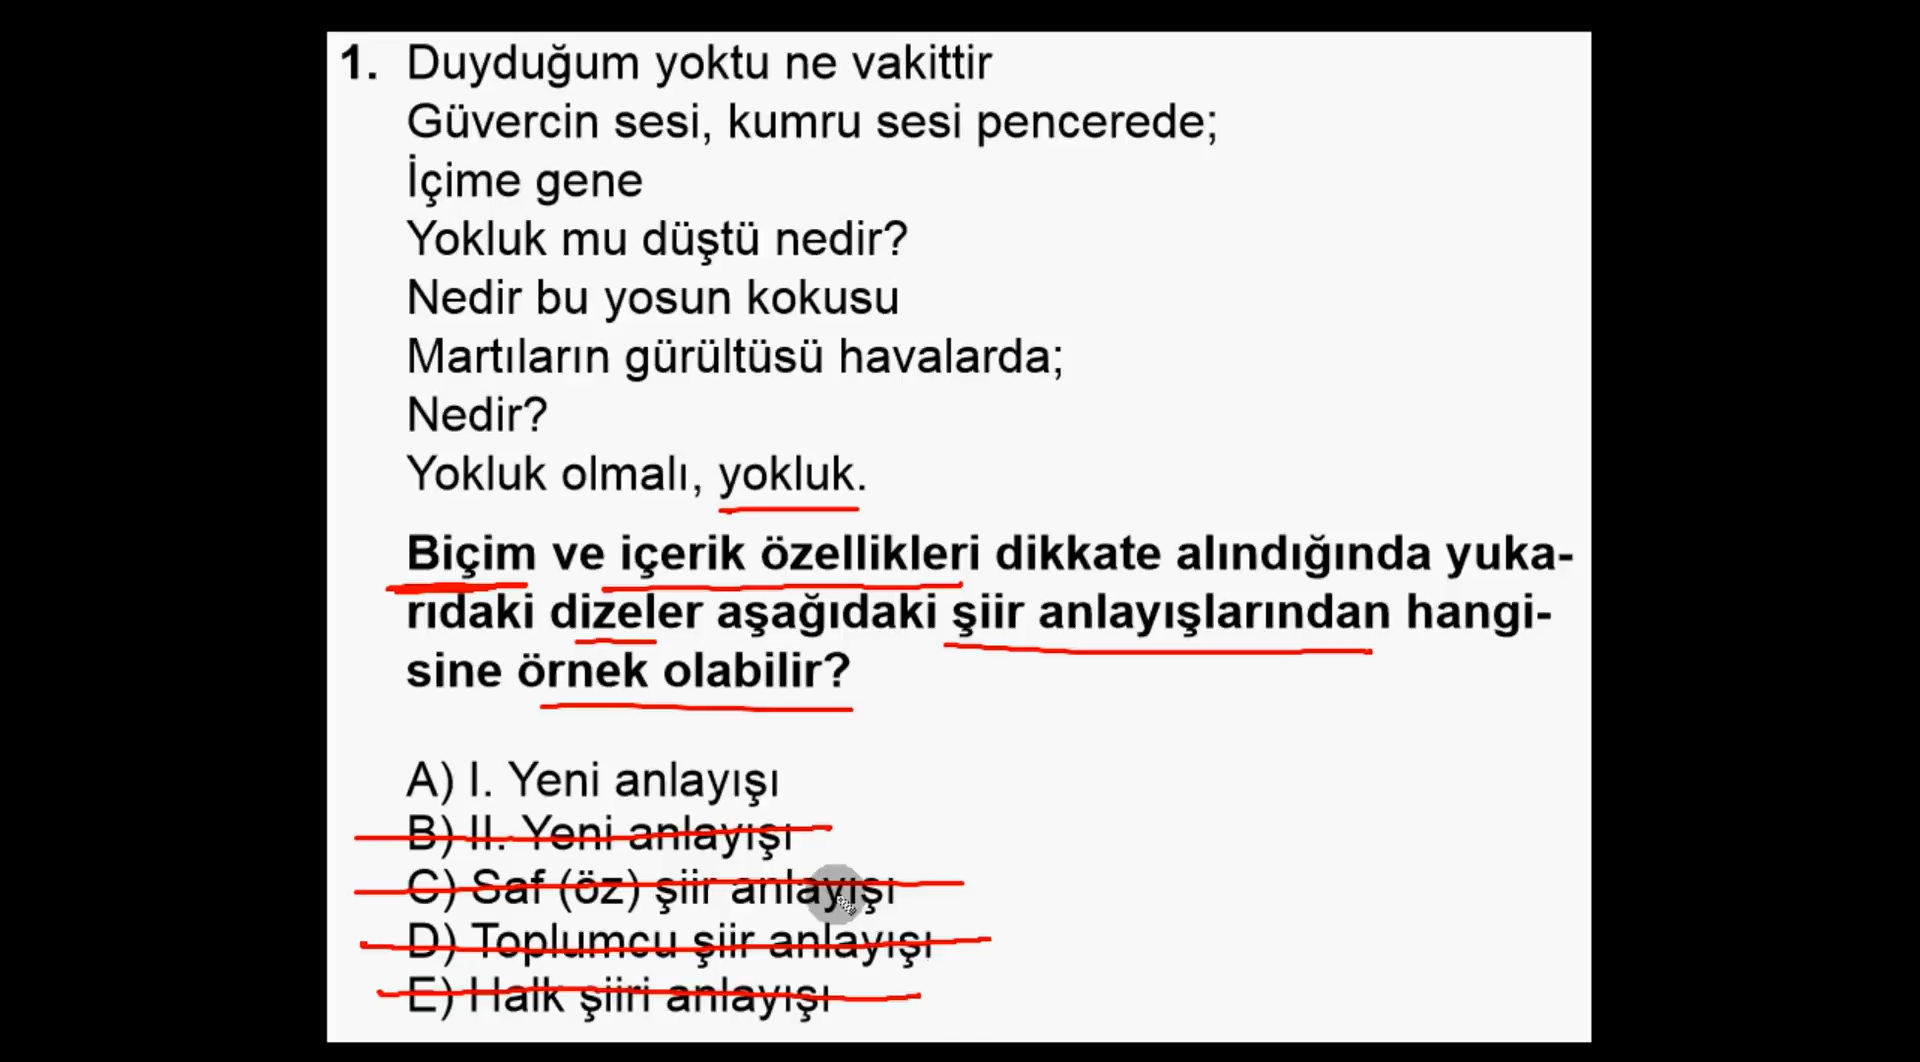 1. Duyduğum yoktu ne vakittir
Güvercin sesi, kumru sesi pencerede;
İçime gene
Yokluk mu düştü nedir?
Nedir bu yosun kokusu
Martıların gürültüsü havalarda;
Nedir?
Yokluk olmalı, yokluk.
Biçim ve içerik özellikleri dikkate alındığında yuka-
rıdaki dizeler aşağıdaki şiir anlayışlarından hangi-
sine örnek olabilir?
A) I. Yeni anlayışı
B) II. Yeni anlayışı
C) Saf (öz) şiir anlayışı
D) Toplumcu şiir anlayışı
E) Halk şiiri anlayışı